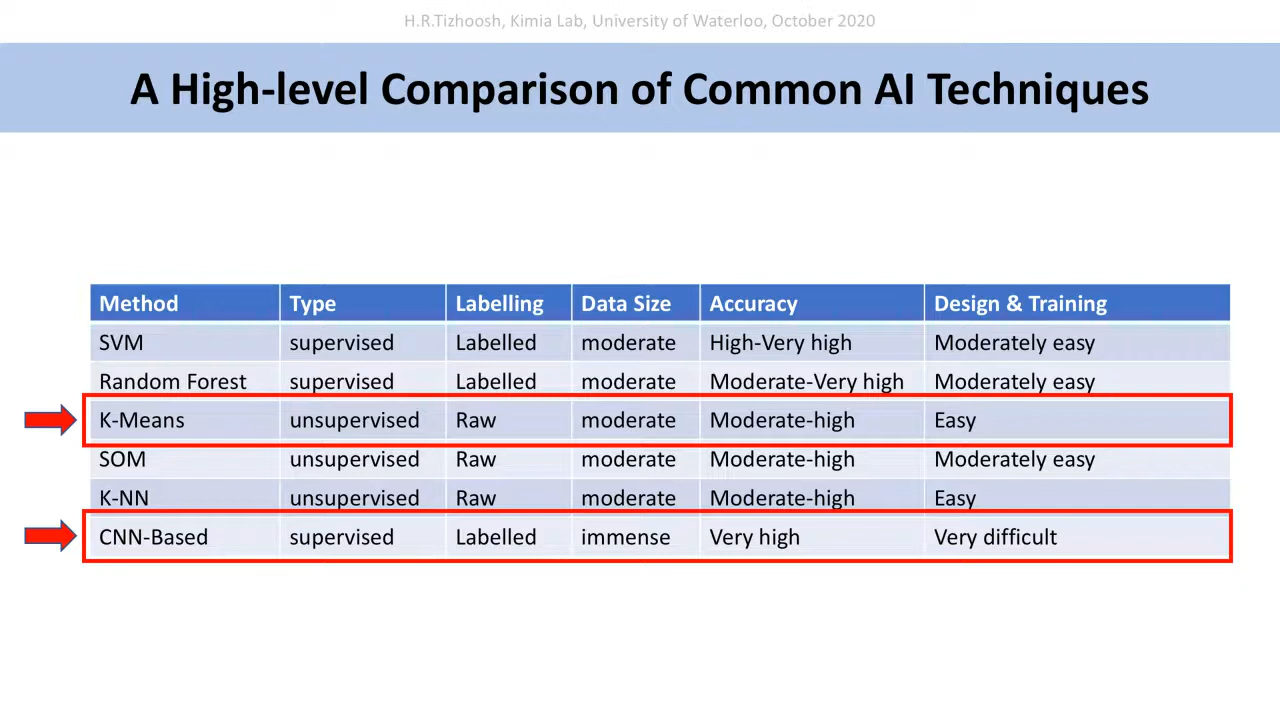 H.R.Tizhoosh, Kimia Lab, University of Waterloo, October 2020
A High-level Comparison of Common AI Techniques
Method Type Labelling Data Size Accuracy Design & Training
SVM supervised Labelled moderate High-Very high Moderately easy
Random Forest supervised Labelled moderate Moderate-Very high Moderately easy
K-Means unsupervised Raw moderate Moderate-high Easy
SOM unsupervised Raw moderate Moderate-high Moderately easy
K-NN unsupervised Raw moderate Moderate-high Easy
CNN-Based supervised Labelled immense Very high Very difficult